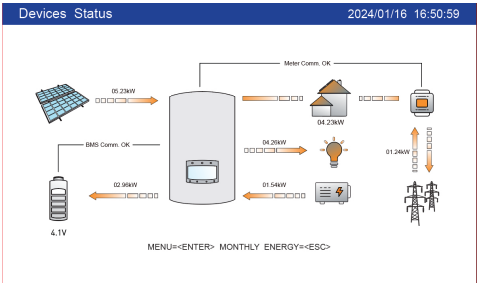 Devices Status 2024/01/16 16:50:59
Meter Comm. OK
05.23kW
04.23kW
BMS Comm. OK
04.26kW
01.24kW
02.96kW
01.54kW
4.1V
MENU=<ENTER> MONTHLY ENERGY=<ESC>